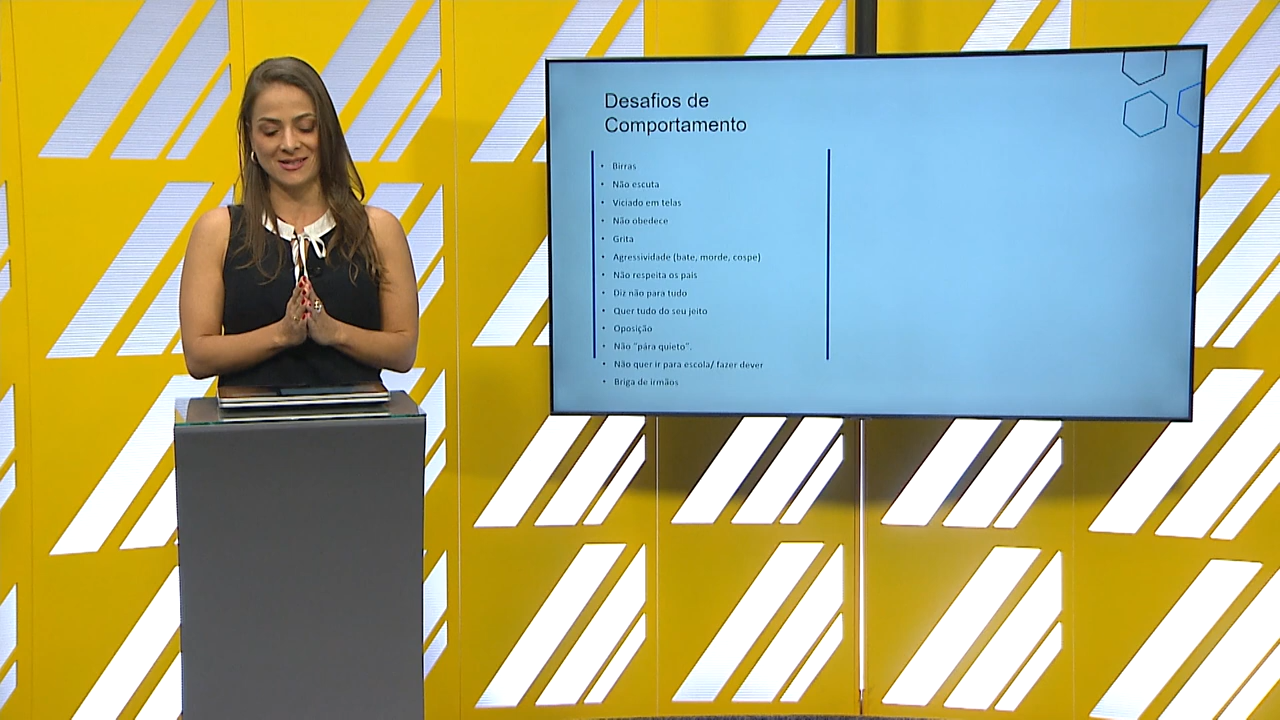 Desafios de
Comportamento
• Birras
• Não escuta
• Viciado em telas
• Não obedece
• Grita
• Agressividade (bate, morde, cospe)
• Não respeita os pais
• Diz não para tudo
• Quer tudo do seu jeito
• Oposição
• Não "pára quieto".
• Não quer ir para escola/ fazer dever
• Briga de irmãos